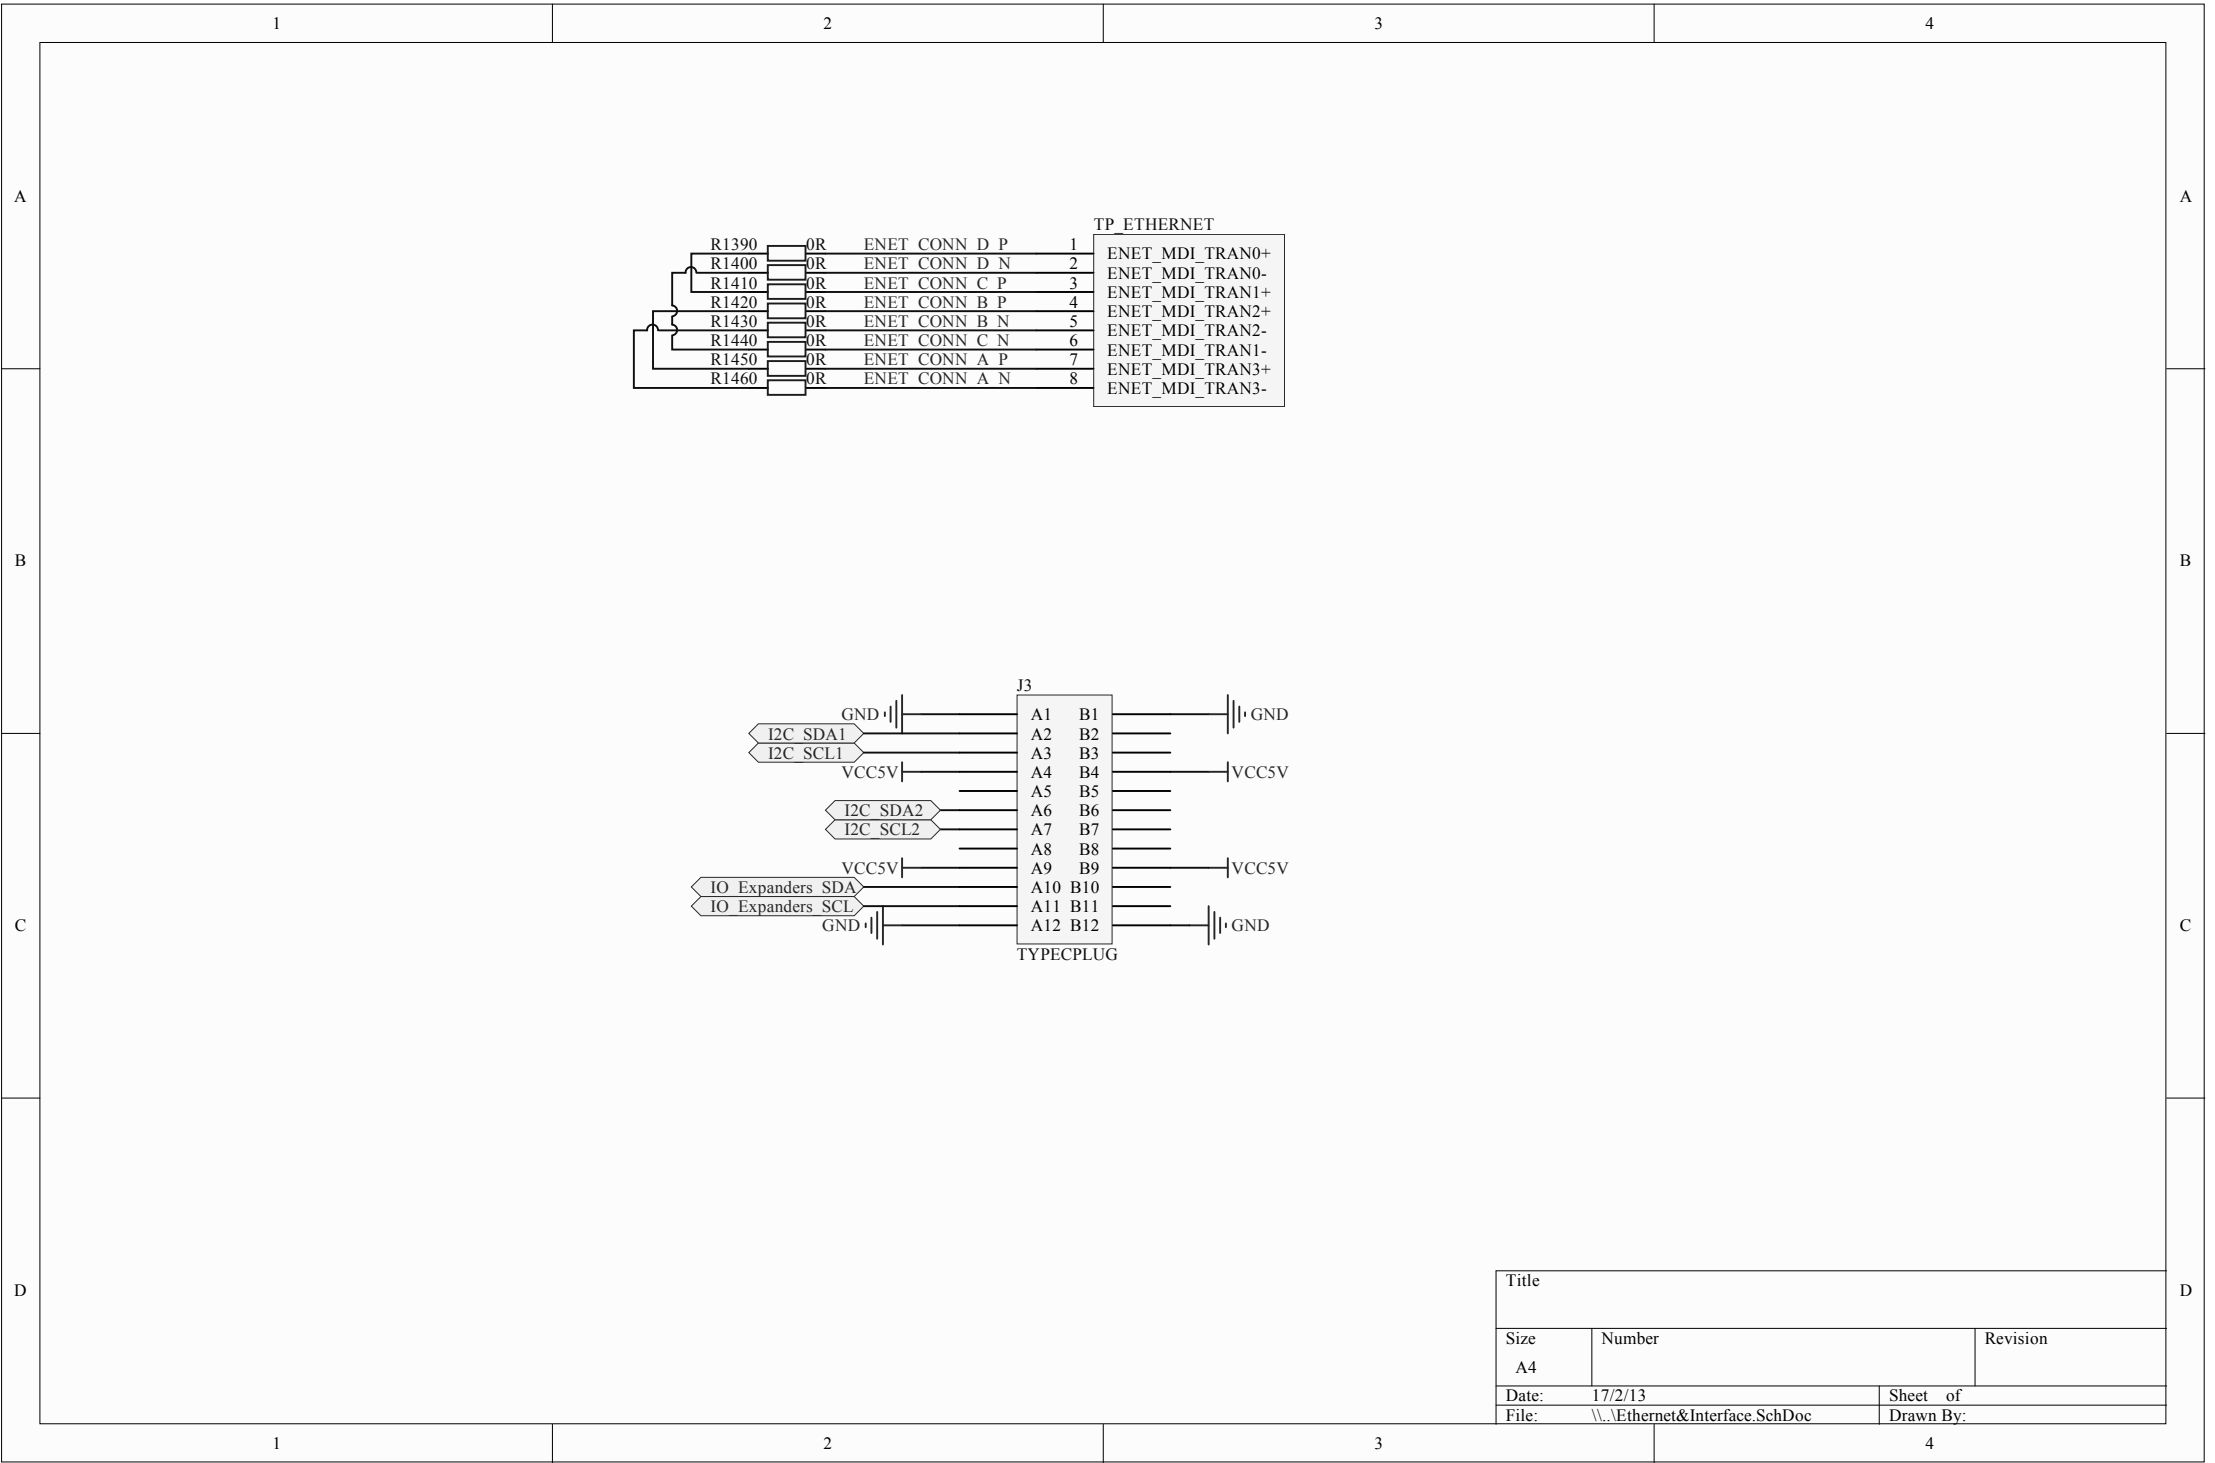 1 2 3 4
A A
TP_ETHERNET
R1390 0R ENET_CONN_D_P 1 ENET_MDI_TRAN0+
R1400 0R ENET_CONN_D_N 2 ENET_MDI_TRAN0-
R1410 0R ENET_CONN_C_P 3 ENET_MDI_TRAN1+
R1420 0R ENET_CONN_B_P 4 ENET_MDI_TRAN2+
R1430 0R ENET_CONN_B_N 5 ENET_MDI_TRAN2-
R1440 0R ENET_CONN_C_N 6 ENET_MDI_TRAN1-
R1450 0R ENET_CONN_A_P 7 ENET_MDI_TRAN3+
R1460 0R ENET_CONN_A_N 8 ENET_MDI_TRAN3-
B B
J3
GND A1 B1 GND
I2C_SDA1 A2 B2
I2C_SCL1 A3 B3
VCC5V A4 B4 VCC5V
A5 B5
I2C_SDA2 A6 B6
I2C_SCL2 A7 B7
A8 B8
VCC5V A9 B9 VCC5V
IO_Expanders_SDA A10 B10
IO_Expanders_SCL A11 B11
C GND A12 B12 GND C
TYPECPLUG
D D
Title
Size Number Revision
A4
Date: 17/2/13 Sheet of
File: \\..\Ethernet&Interface.SchDoc Drawn By:
1 2 3 4